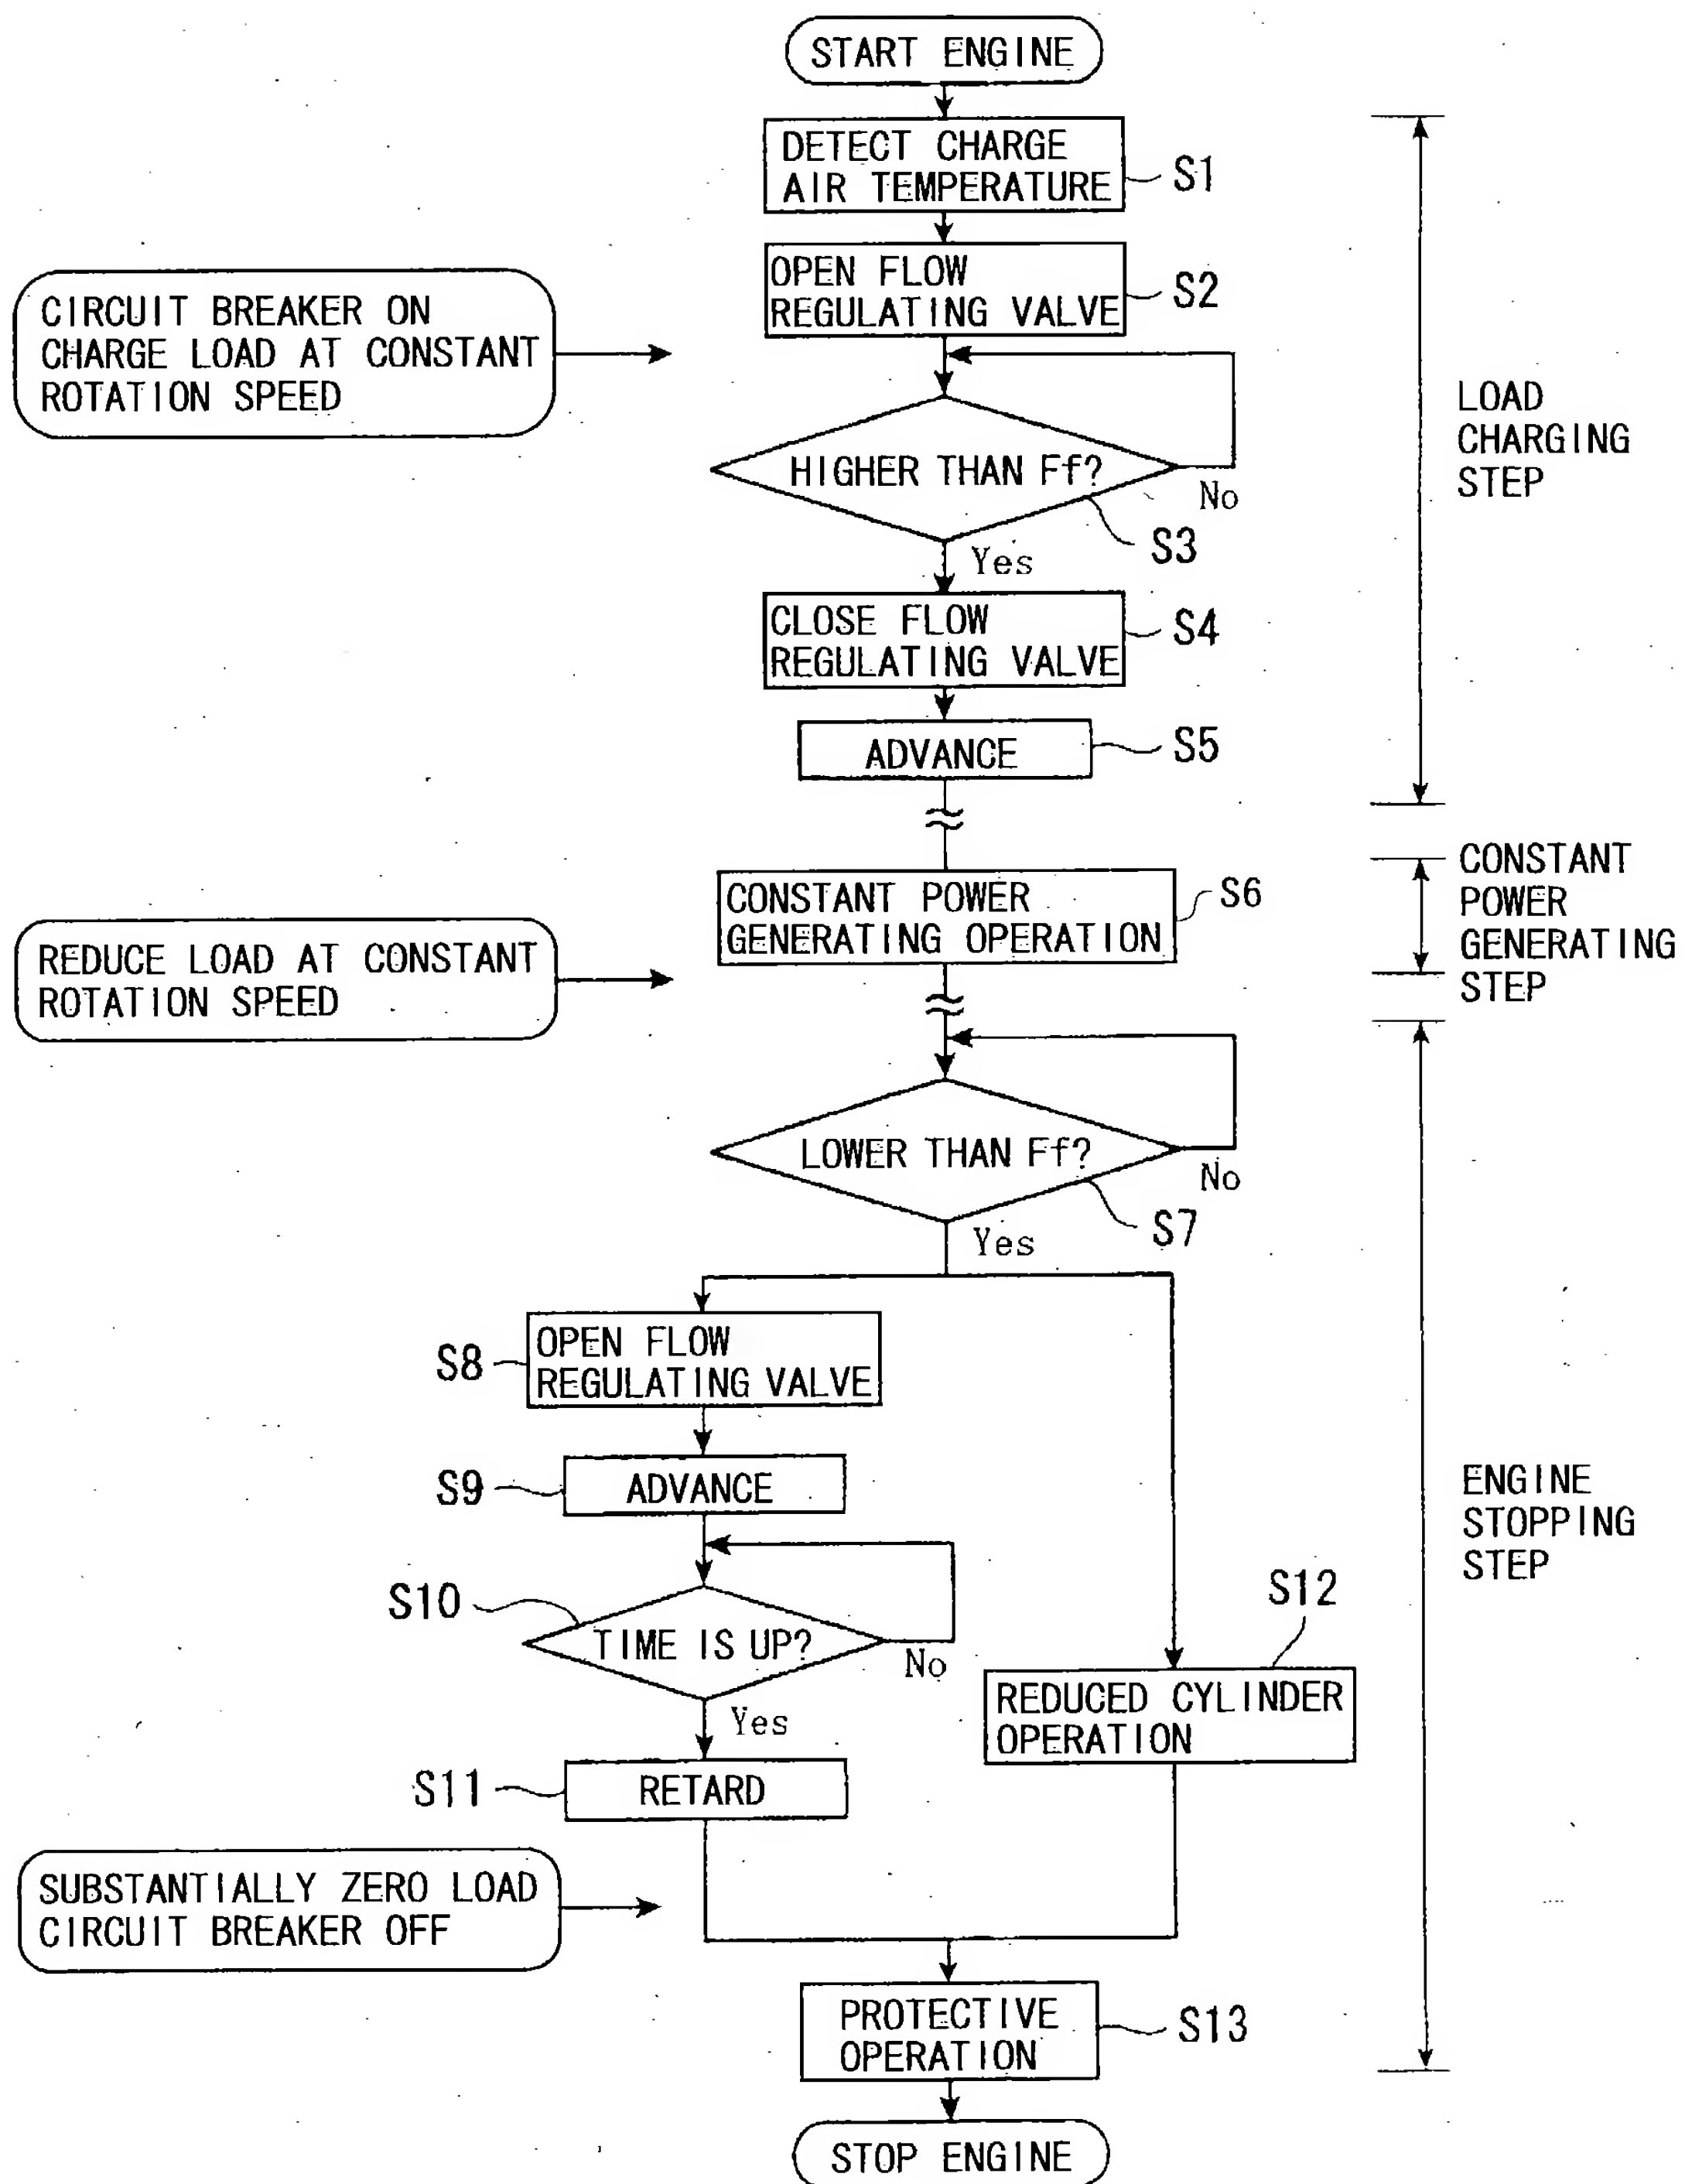 START ENGINE
DETECT CHARGE
AIR TEMPERATURE
S1
OPEN FLOW
REGULATING VALVE
S2
CIRCUIT BREAKER ON
CHARGE LOAD AT CONSTANT
ROTATION SPEED
HIGHER THAN Ff?
No
S3
Yes
LOAD
CHARGING
STEP
CLOSE FLOW
REGULATING VALVE
S4
ADVANCE
S5
CONSTANT POWER
GENERATING OPERATION
S6
CONSTANT
POWER
GENERATING
STEP
REDUCE LOAD AT CONSTANT
ROTATION SPEED
LOWER THAN Ff?
No
S7
Yes
S8
OPEN FLOW
REGULATING VALVE
S9
ADVANCE
ENGINE
STOPPING
STEP
S10
TIME IS UP?
No
Yes
S12
REDUCED CYLINDER
OPERATION
S11
RETARD
SUBSTANTIALLY ZERO LOAD
CIRCUIT BREAKER OFF
PROTECTIVE
OPERATION
S13
STOP ENGINE